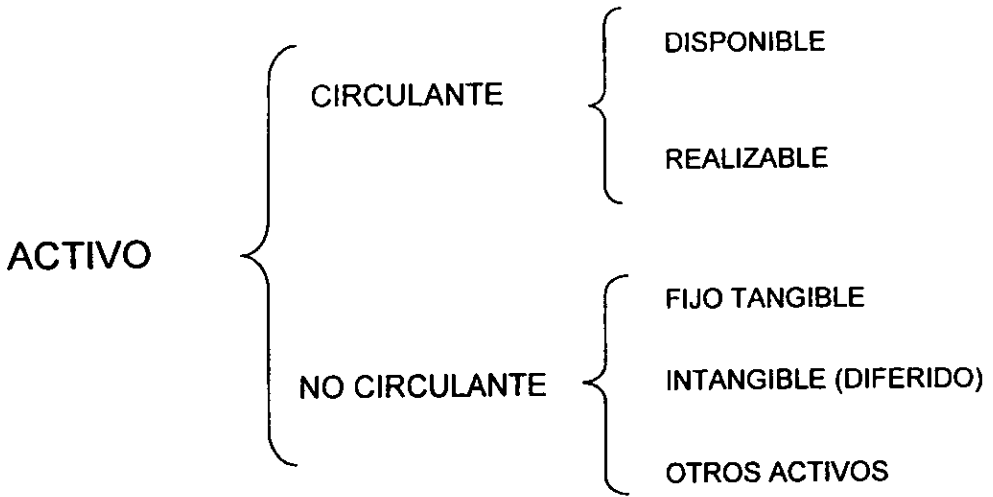 ACTIVO
CIRCULANTE
DISPONIBLE
REALIZABLE
NO CIRCULANTE
FIJO TANGIBLE
INTANGIBLE (DIFERIDO)
OTROS ACTIVOS